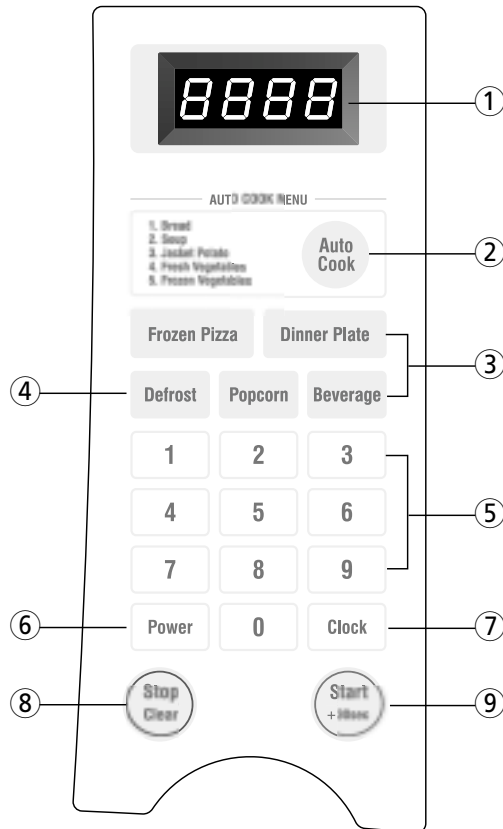 8888
①
AUTO COOK MENU
1. Bread
2. Soup
3. Jacket Potato
4. Fresh Vegetables
5. Frozen Vegetables
Auto
Cook
②
Frozen Pizza Dinner Plate
③
④ Defrost Popcorn Beverage
1 2 3
4 5 6
⑤
7 8 9
⑥ Power 0 Clock ⑦
Stop
Clear
⑧
Start
+30sec
⑨